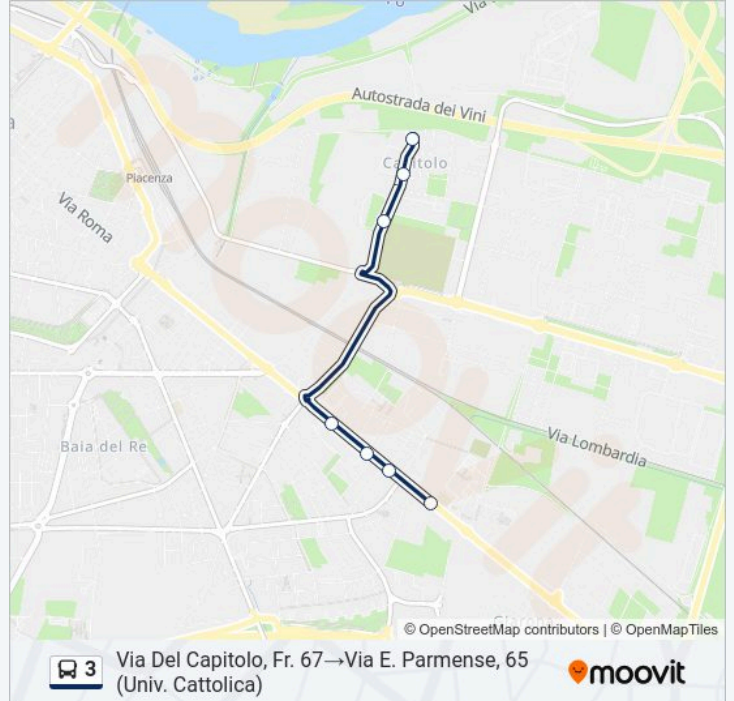 Autostrada dei Vini
Capitolo
Piacenza
Via Roma
Baia del Re
Via Lombardia
© OpenStreetMap contributors | © OpenMapTiles
3
Via Del Capitolo, Fr. 67→Via E. Parmense, 65
(Univ. Cattolica)
moovit